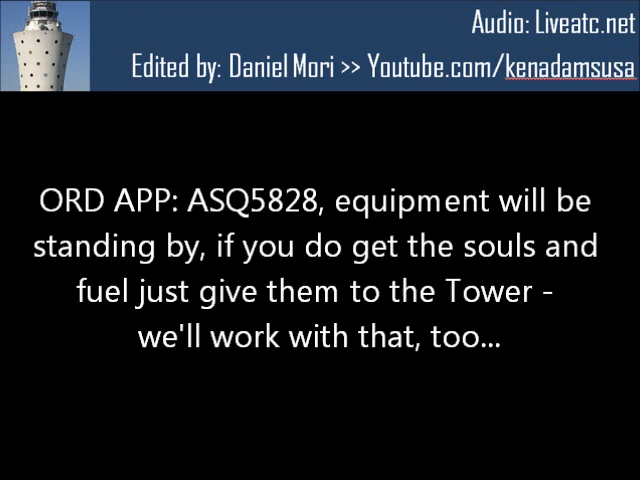 Audio: Liveatc.net
Edited by: Daniel Mori >> Youtube.com/kenadamsusa
ORD APP: ASQ5828, equipment will be
standing by, if you do get the souls and
fuel just give them to the Tower -
we'll work with that, too...